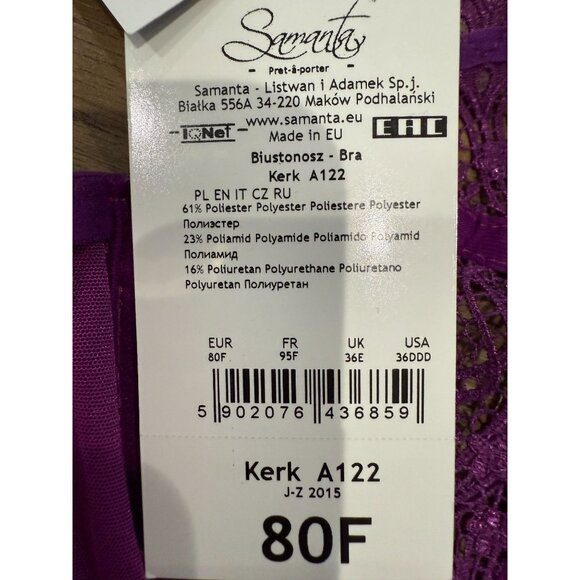 Samanta
- Pret-à-porter -
Samanta - Listwan i Adamek Sp.j.
Białka 556A 34-220 Maków Podhalański
IQNet - www.samanta.eu EAC
Made in EU
Biustonosz - Bra
Kerk A122
PL EN IT CZ RU
61% Poliester Polyester Poliestere Polyester
Полиэстер
23% Poliamid Polyamide Poliamido Polyamid
Полиамид
16% Poliuretan Polyurethane Poliuretano
Polyuretan Полиуретан
EUR FR UK USA
80F 95F 36E 36DDD
5 902076 436859
Kerk A122
J-Z 2015
80F